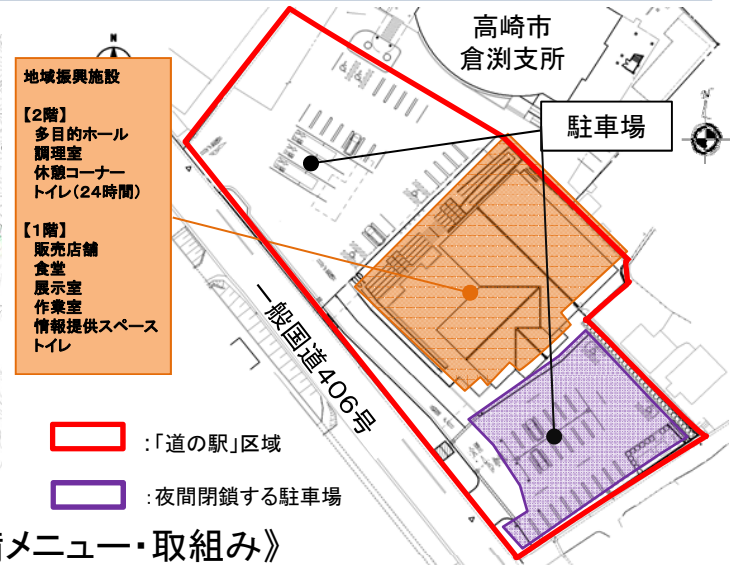 高崎市
倉渕支所
地域振興施設
【2階】
多目的ホール
調理室
休憩コーナー
トイレ(24時間)
【1階】
販売店舗
食堂
展示室
作業室
情報提供スペース
トイレ
駐車場
一般国道406号
:「道の駅」区域
:夜間閉鎖する駐車場
メニュー・取組み》